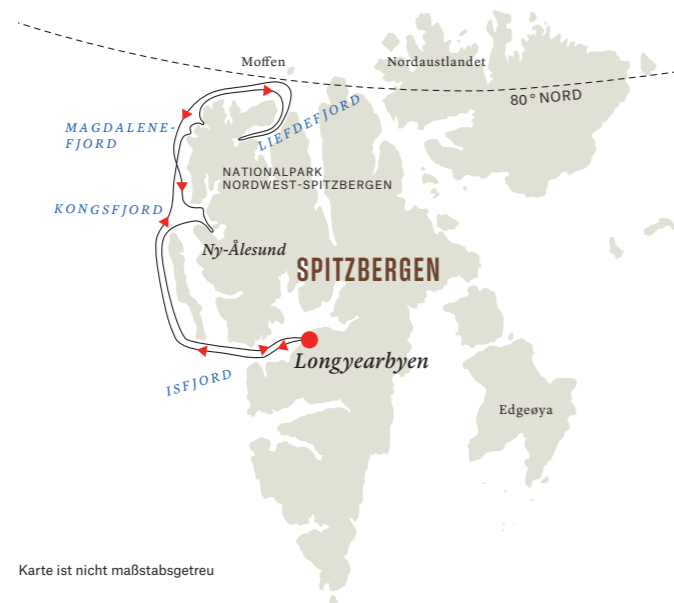 Moffen
Nordaustlandet
80° NORD
MAGDALENE-
FJORD
LIEFDEFJORD
NATIONALPARK
NORDWEST-SPITZBERGEN
KONGSFJORD
Ny-Ålesund
SPITZBERGEN
Longyearbyen
ISFJORD
Edgeøya
Karte ist nicht maßstabsgetreu